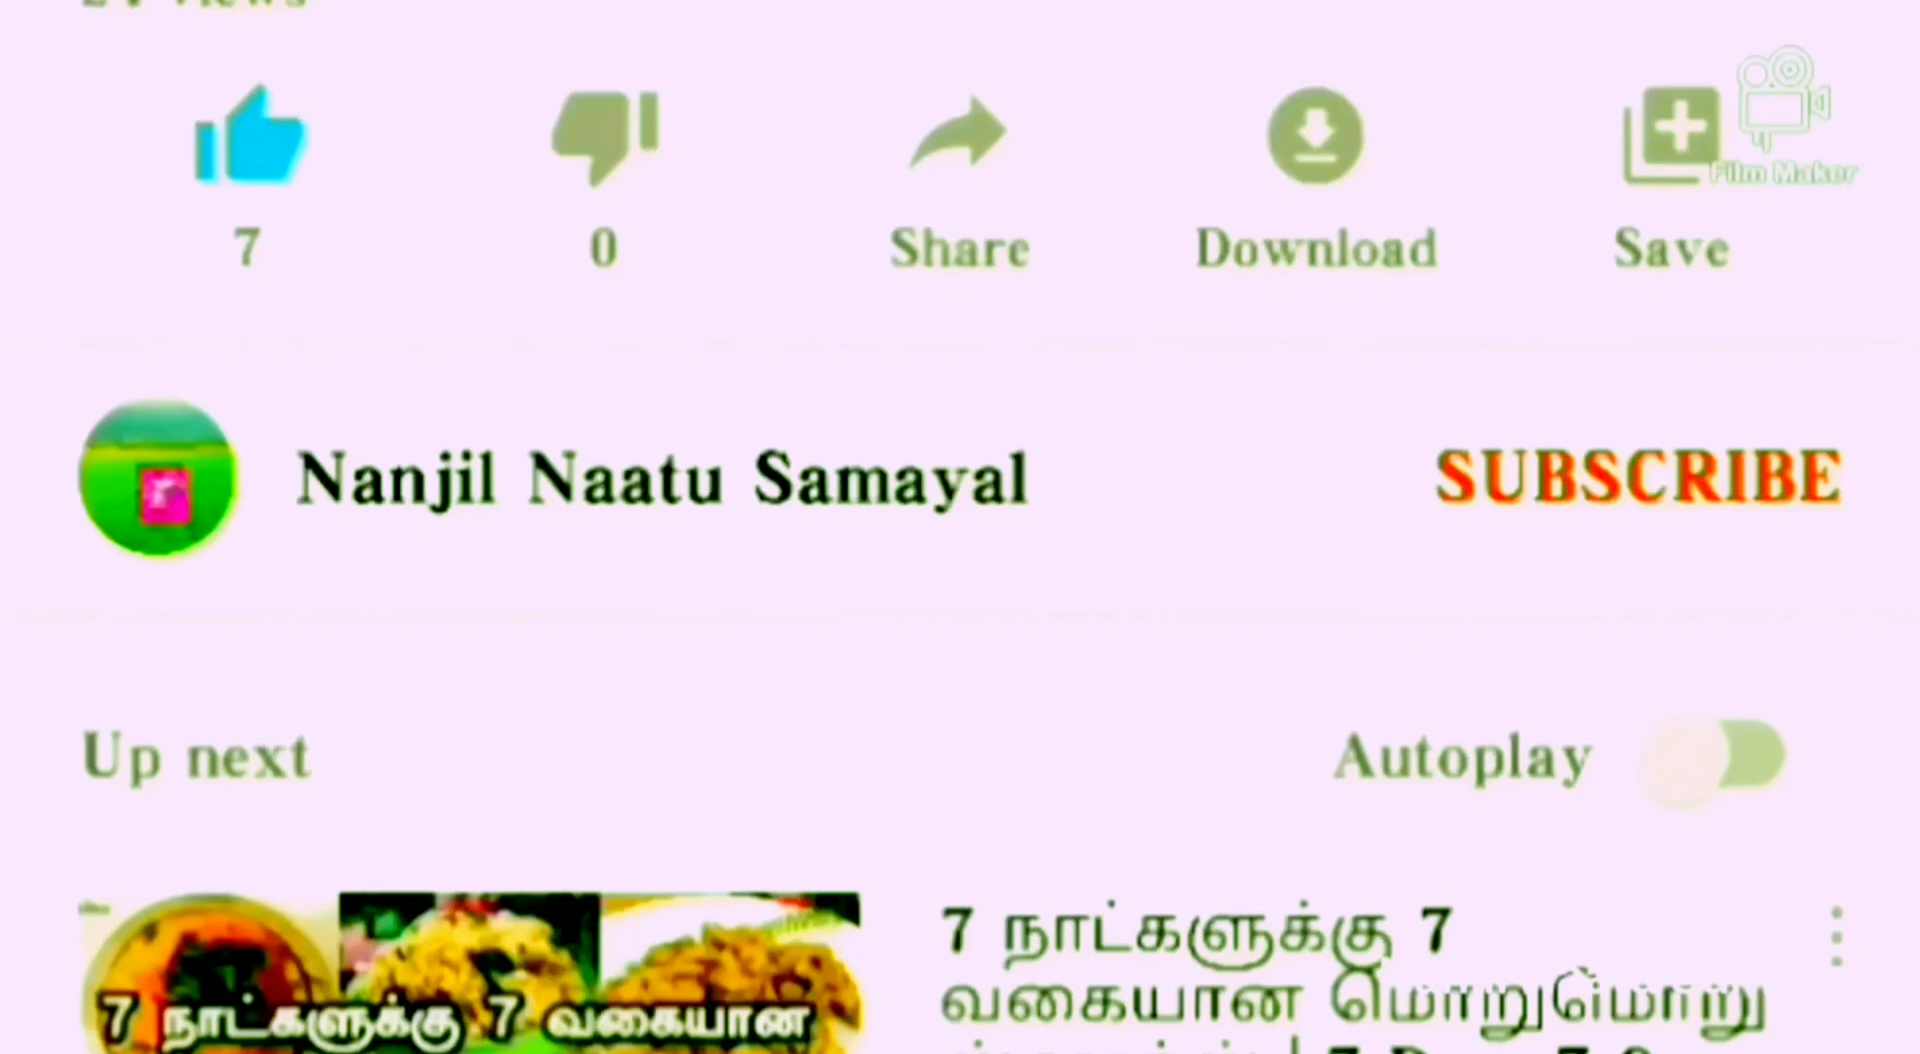 views
7
0
Share
Download
Save
Film Maker
Nanjil Naatu Samayal
SUBSCRIBE
Up next
Autoplay
7 நாட்களுக்கு 7
வகையான மொறுமொறு
7 நாட்களுக்கு 7 வகையான